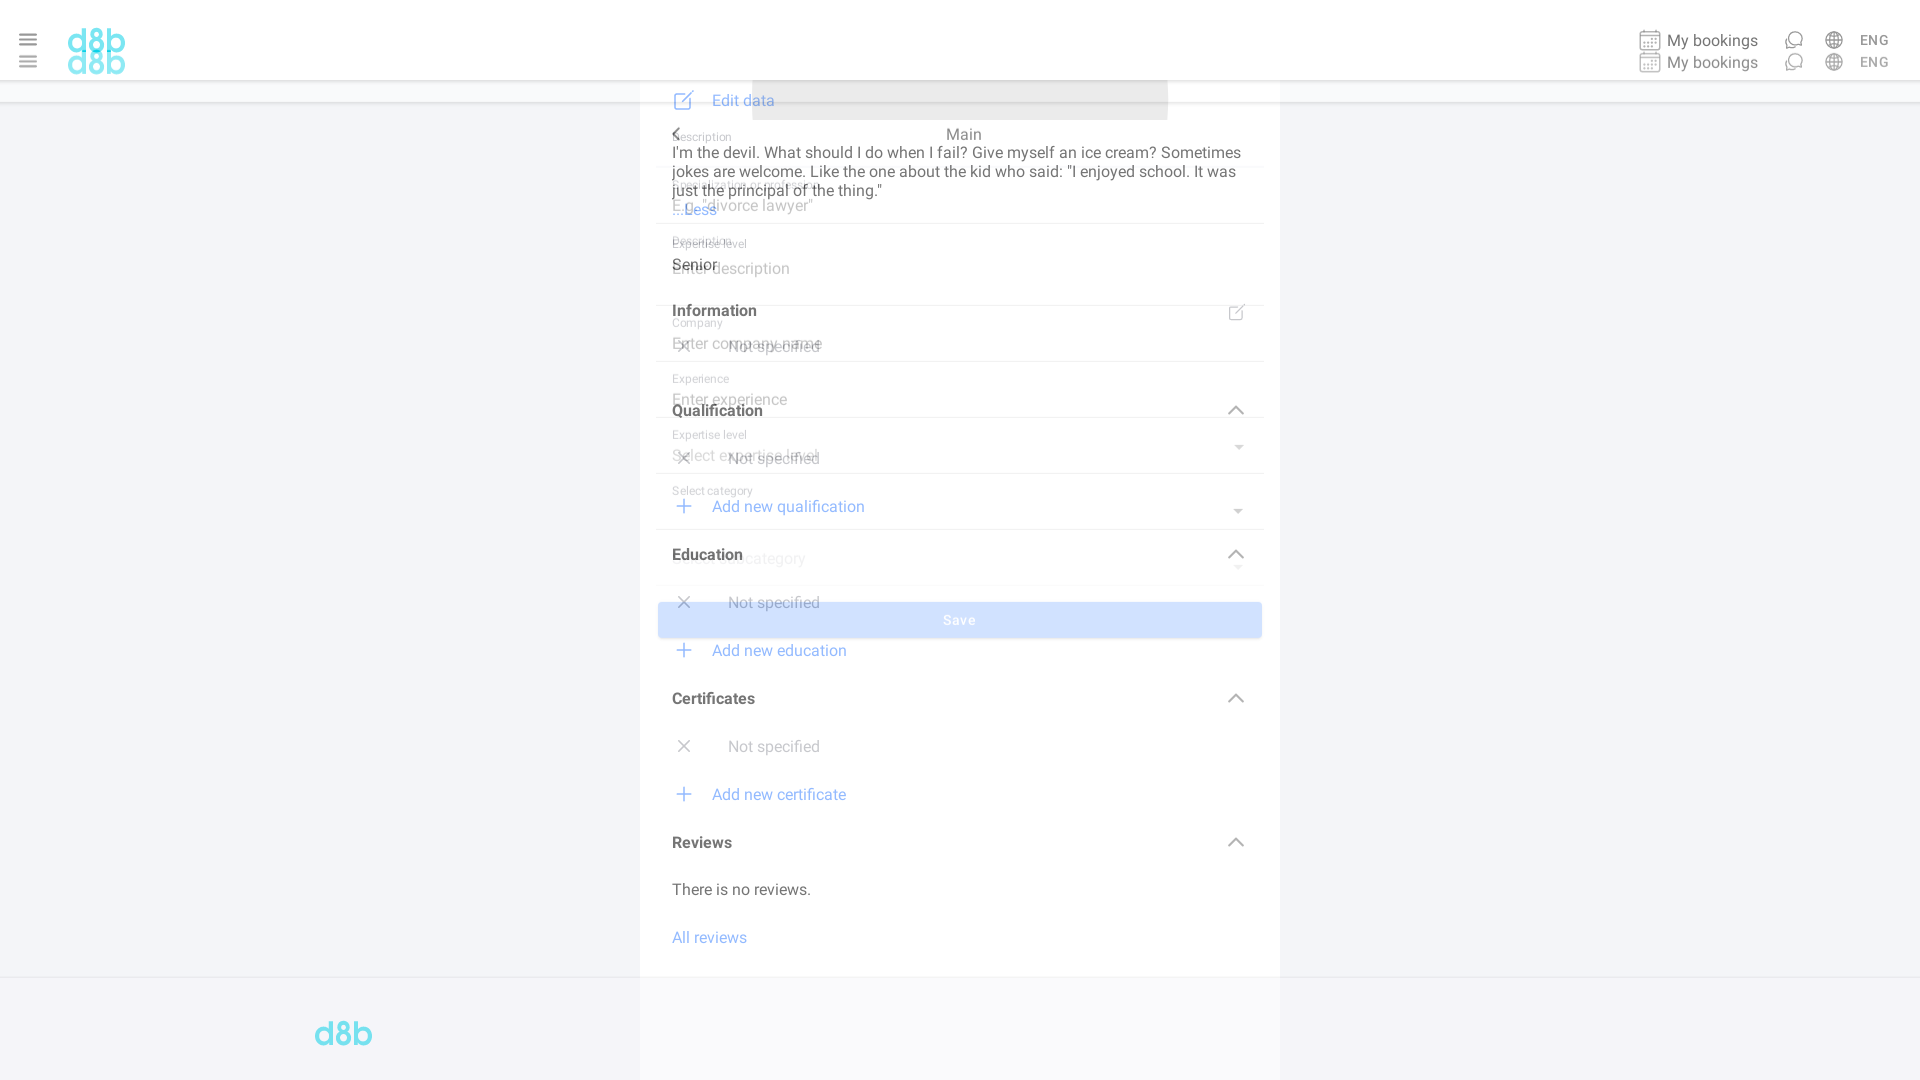 d8b
My bookings
ENG
d8b
My bookings
ENG
Edit data
Main
Description
I'm the devil. What should I do when I fail? Give myself an ice cream? Sometimes
jokes are welcome. Like the one about the kid who said: "I enjoyed school. It was
just the principal of the thing."
Specialization or profession
E.g. "divorce lawyer"
...Less
Description
Expertise level
Senior
Enter description
Information
Company
Enter company name
Not specified
Experience
Enter experience
Qualification
Expertise level
Select expertise level
Not specified
Select category
Add new qualification
Education
Select subcategory
Not specified
Save
Add new education
Certificates
Not specified
Add new certificate
Reviews
There is no reviews.
All reviews
d8b